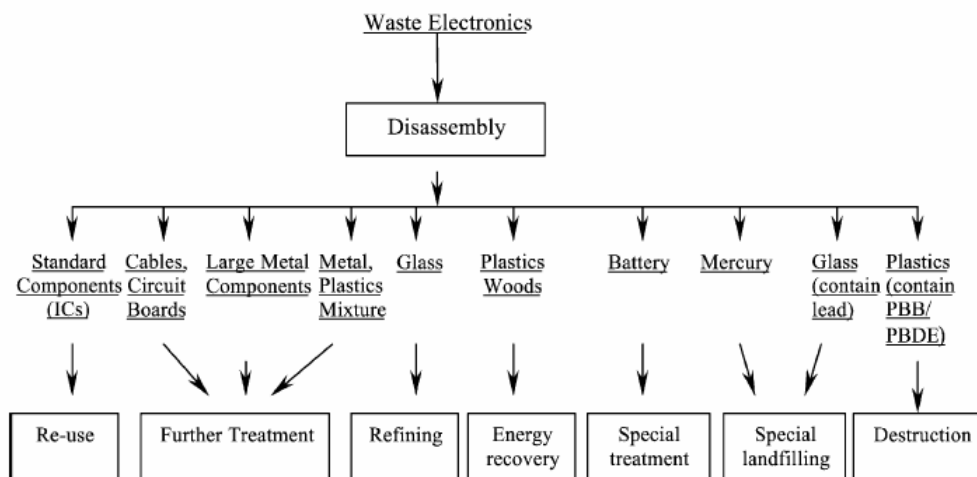 Waste Electronics
Disassembly
Standard
Components
(ICs)
Cables,
Circuit
Boards
Large Metal
Components
Metal,
Plastics
Mixture
Glass
Plastics
Woods
Battery
Mercury
Glass
(contain
lead)
Plastics
(contain
PBB/
PBDE)
Re-use
Further Treatment
Refining
Energy
recovery
Special
treatment
Special
landfilling
Destruction